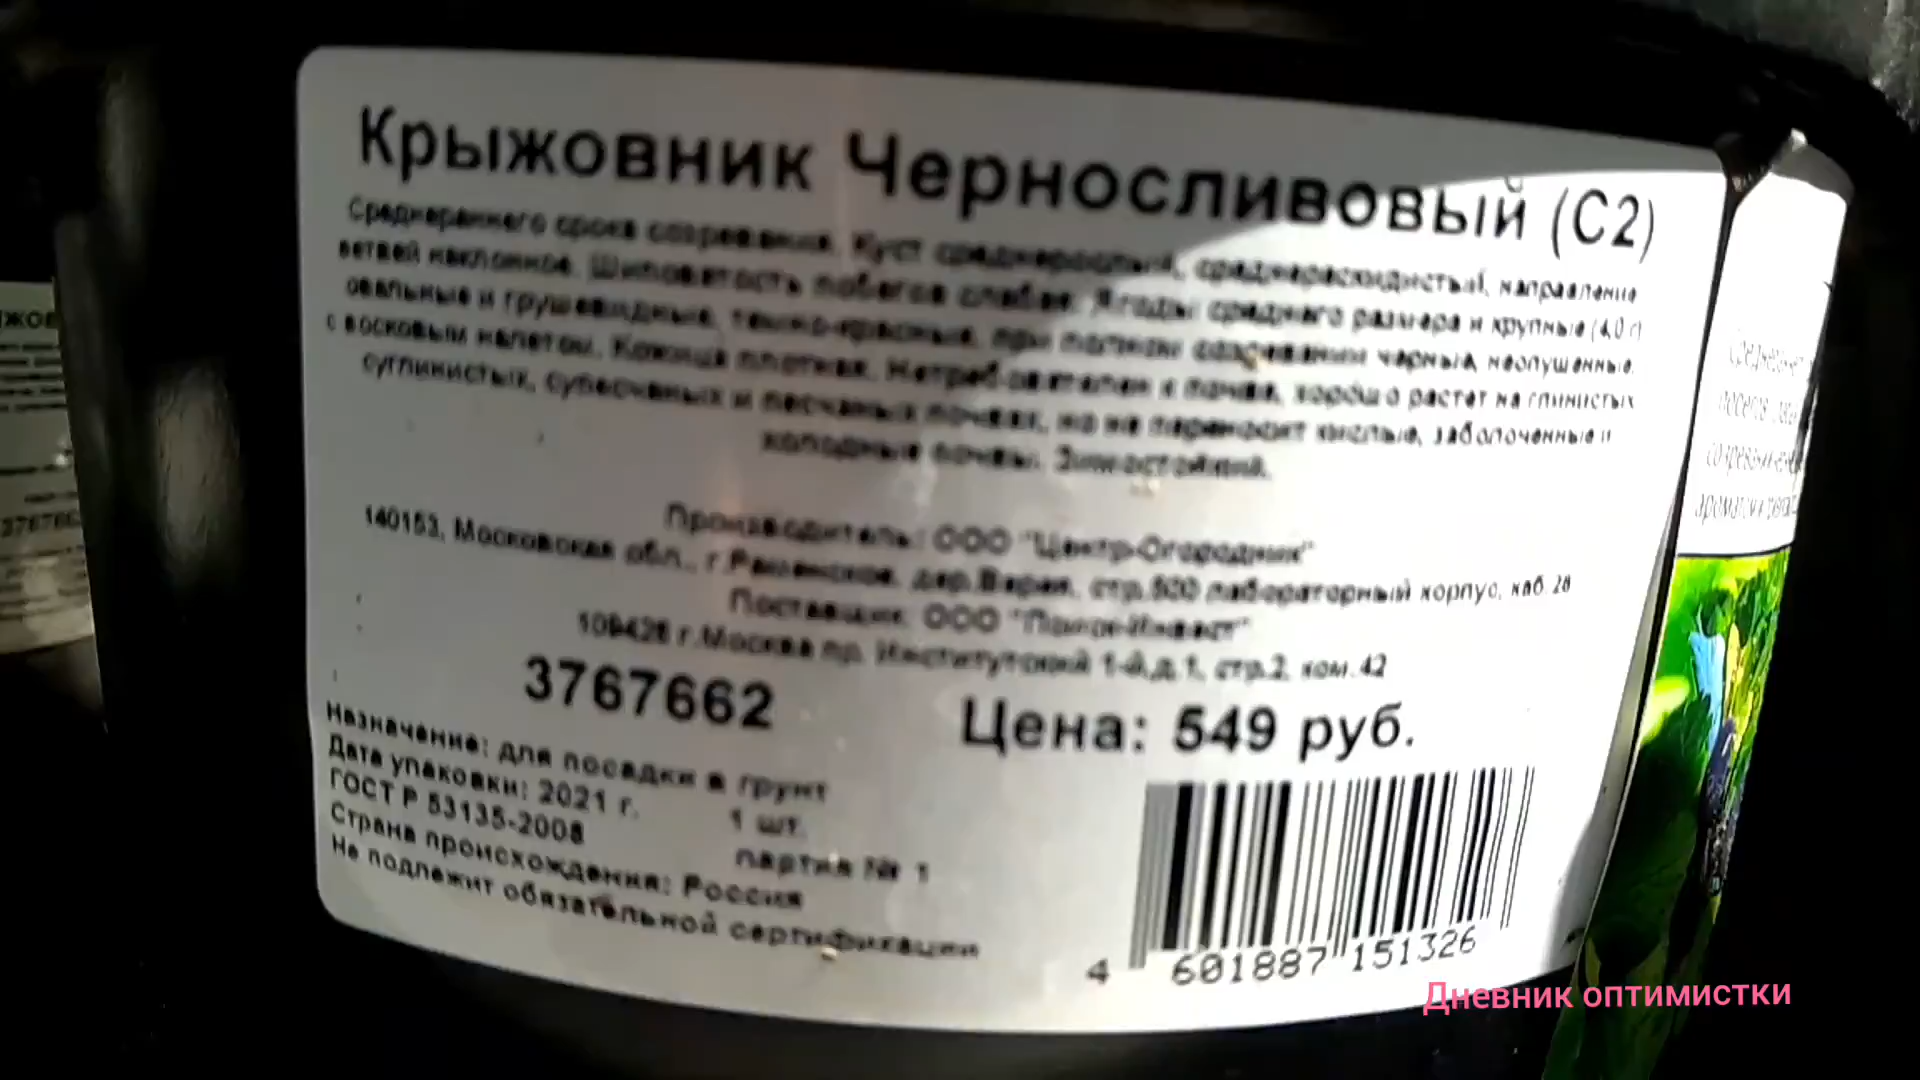 Крыжовник Черносливовый (С2)
Среднераннего срока созревания. Куст среднерослый, среднераскидистый, направление
ветвей наклонное. Шиповатость побегов слабая. Ягоды среднего размера и крупные (4,0 г)
овальные и грушевидные, темно-красные, при полном созревании черные, неопушенные,
с восковым налетом. Кожица плотная. Нетребователен к почве, хорошо растет на глинистых
суглинистых, супесчаных и песчаных почвах, но не переносит кислые, заболоченные и
холодные почвы. Зимостойкий.
Производитель: ООО "Центр-Огородник"
140153, Московская обл., г.Раменское, дер.Верея, стр.500 лабораторный корпус, каб. 28
Поставщик: ООО
109428 г.Москва пр. Институтский 1-й,д.1, стр.2, ком.42
3767662
Цена: 549 руб.
Назначение: для посадки в грунт
Дата упаковки: 2021 г.
1 шт.
ГОСТ Р 53135-2008
партия № 1
Страна происхождения: Россия
Не подлежит обязательной сертификации
4 601887 151326
Дневник оптимистки